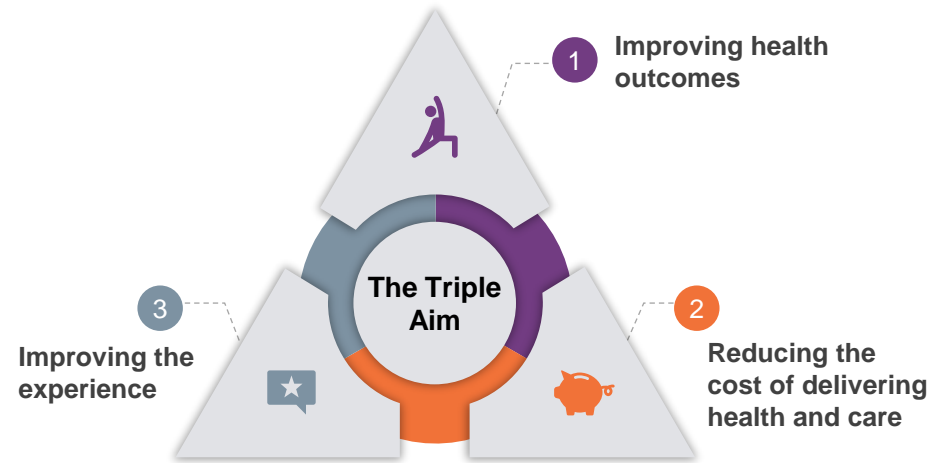 1
Improving health
outcomes
The Triple
Aim
2
Reducing the
cost of delivering
health and care
3
Improving the
experience